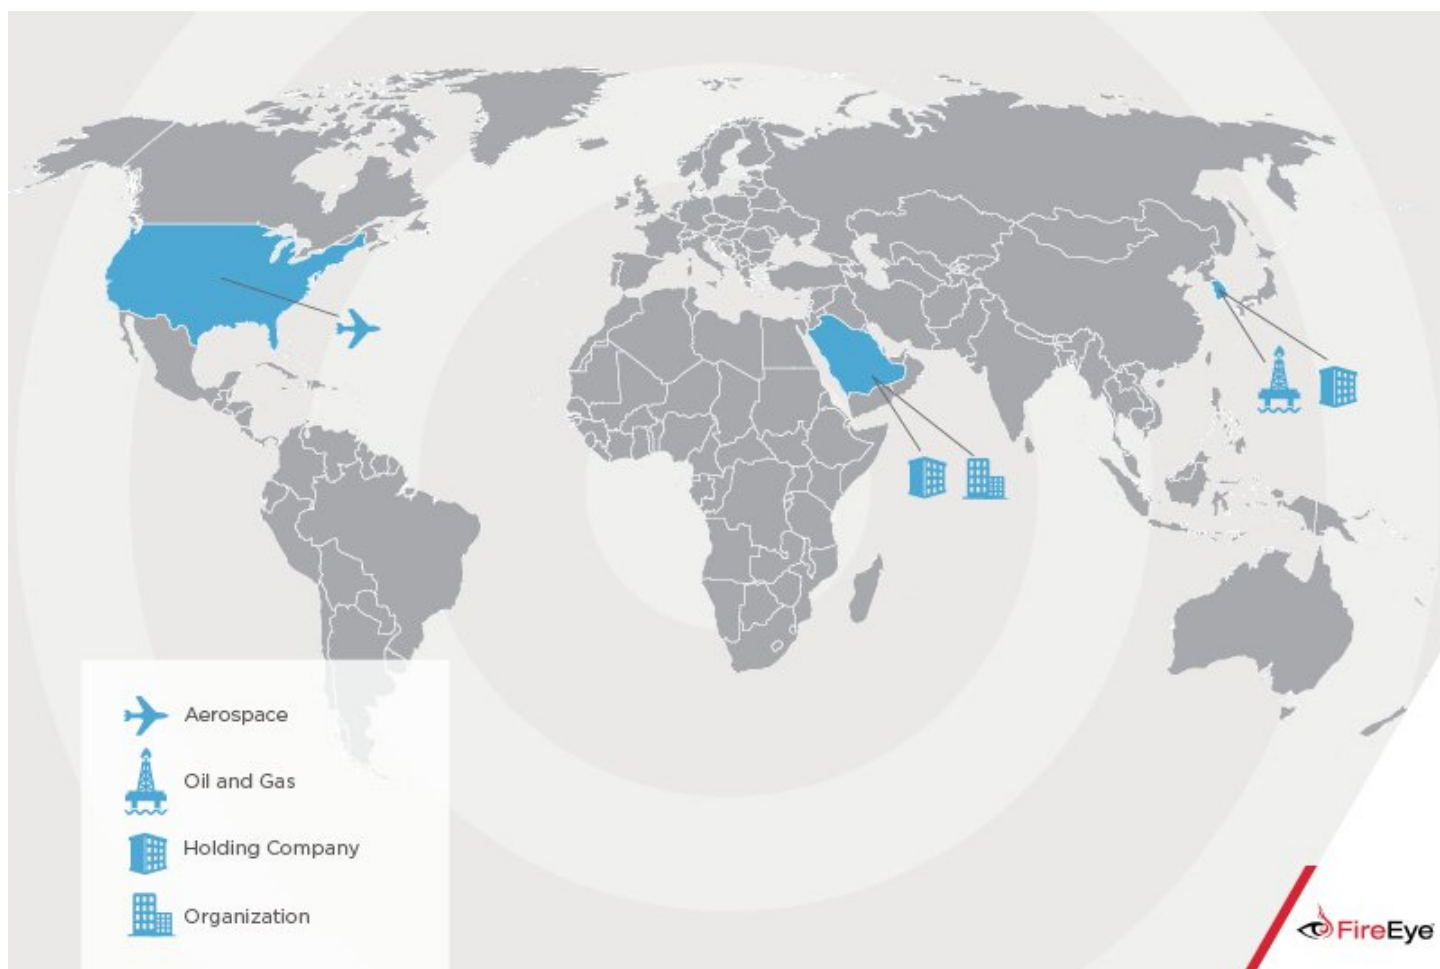 Aerospace
Oil and Gas
Holding Company
Organization
FireEye